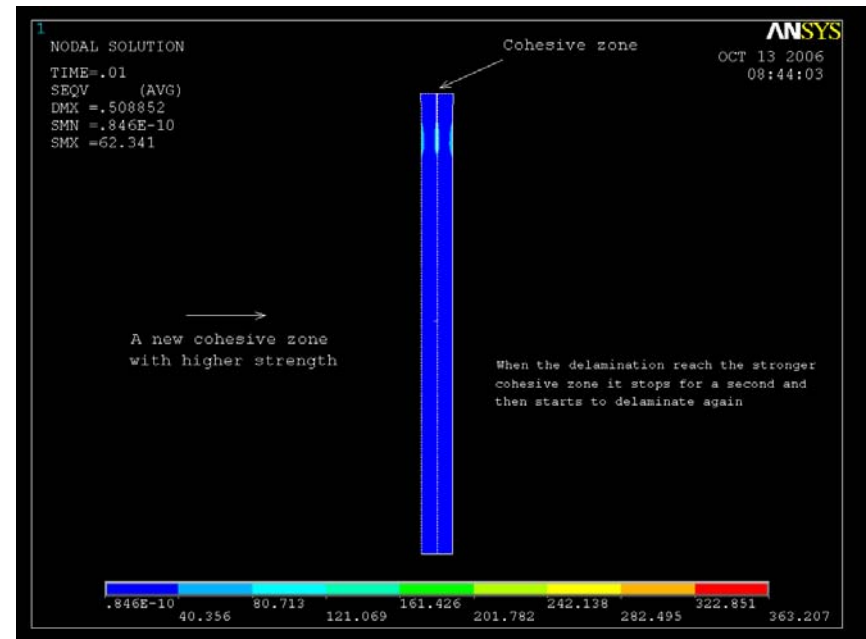 1
ANSYS
NODAL SOLUTION
OCT 13 2006
08:44:03
TIME=.01
SEQV (AVG)
DMX =.508852
SMN =.846E-10
SMX =62.341
Cohesive zone
A new cohesive zone
with higher strength
When the delamination reach the stronger
cohesive zone it stops for a second and
then starts to delaminate again
.846E-10 80.713 161.426 242.138 322.851
40.356 121.069 201.782 282.495 363.207